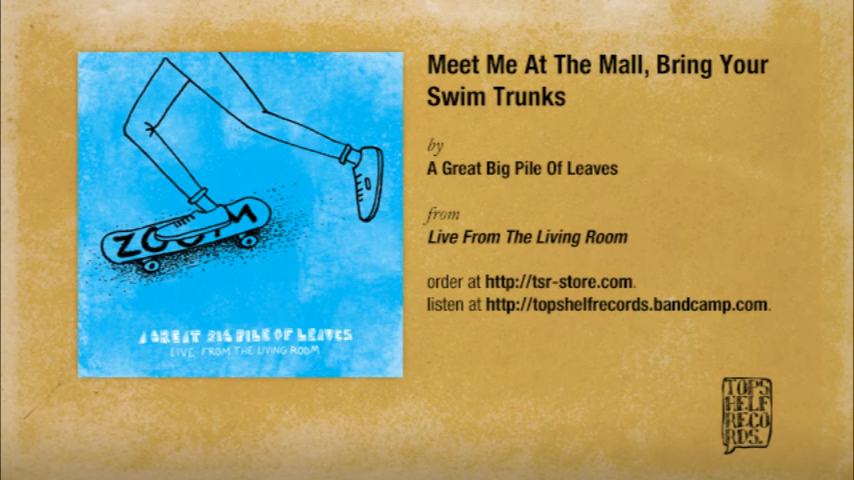 Meet Me At The Mall, Bring Your
Swim Trunks
by
A Great Big Pile Of Leaves
from
Live From The Living Room
order at http://tsr-store.com.
listen at http://topshelfrecords.bandcamp.com.
ZOOM
A GREAT BIG PILE OF LEAVES
LIVE FROM THE LIVING ROOM
TOPS
HELF
RECO
RDS.